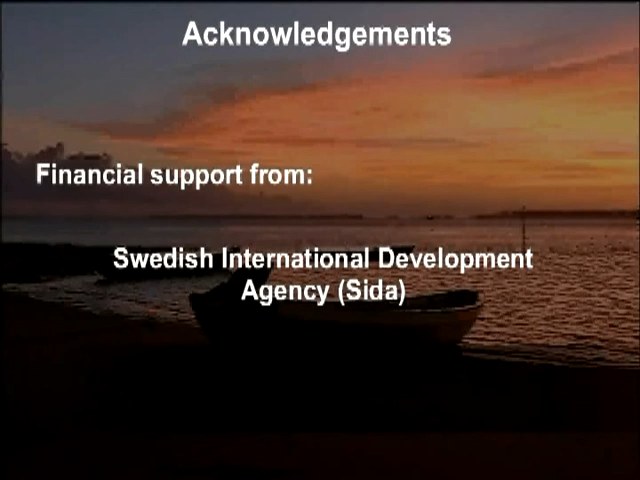 Acknowledgements
Financial support from:
Swedish International Development
Agency (Sida)